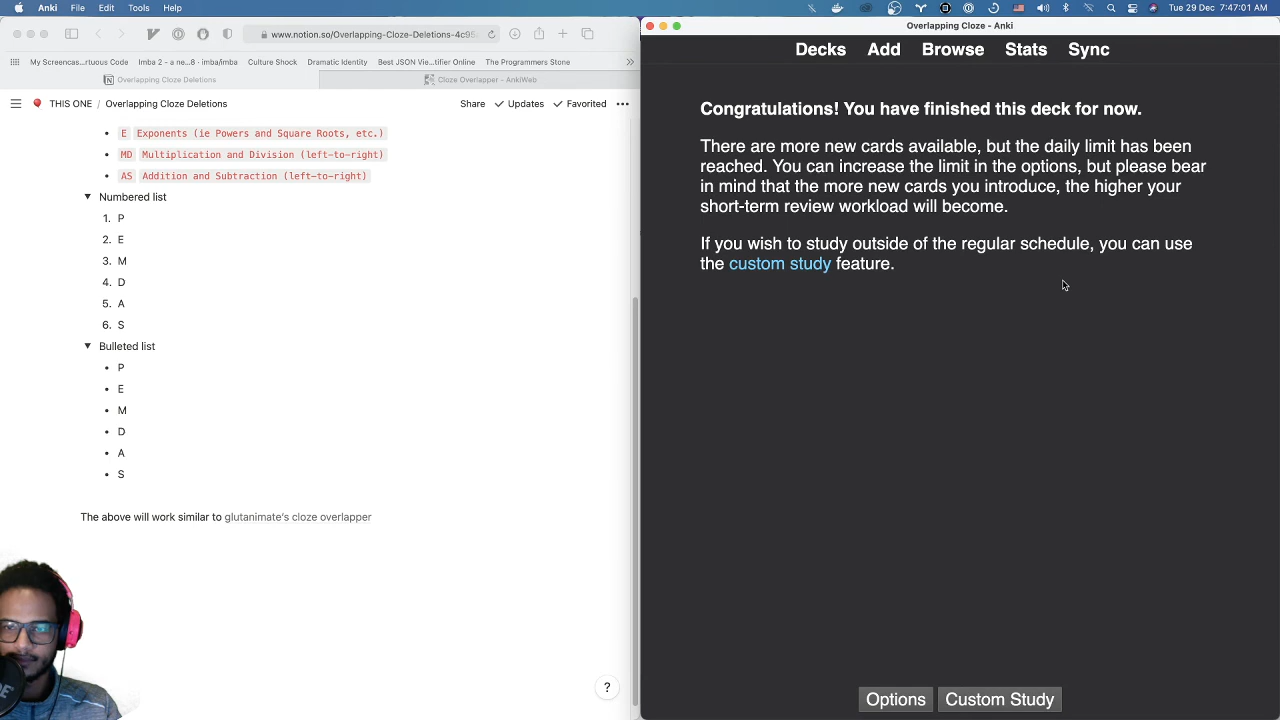 Anki File Edit Tools Help
Tue 29 Dec 7:47:01 AM
www.notion.so/Overlapping-Cloze-Deletions-4c95
My Screencas...rtuous Code Imba 2 - a ne...8 · imba/imba Culture Shock Dramatic Identity Best JSON Vie...tifier Online The Programmers Stone
Overlapping Cloze Deletions Cloze Overlapper - AnkiWeb
THIS ONE / Overlapping Cloze Deletions Share Updates Favorited
• E Exponents (ie Powers and Square Roots, etc.)
• MD Multiplication and Division (left-to-right)
• AS Addition and Subtraction (left-to-right)
Numbered list
1. P
2. E
3. M
4. D
5. A
6. S
Bulleted list
• P
• E
• M
• D
• A
• S
The above will work similar to glutanimate's cloze overlapper
?
Overlapping Cloze - Anki
Decks Add Browse Stats Sync
Congratulations! You have finished this deck for now.
There are more new cards available, but the daily limit has been
reached. You can increase the limit in the options, but please bear
in mind that the more new cards you introduce, the higher your
short-term review workload will become.
If you wish to study outside of the regular schedule, you can use
the custom study feature.
Options Custom Study